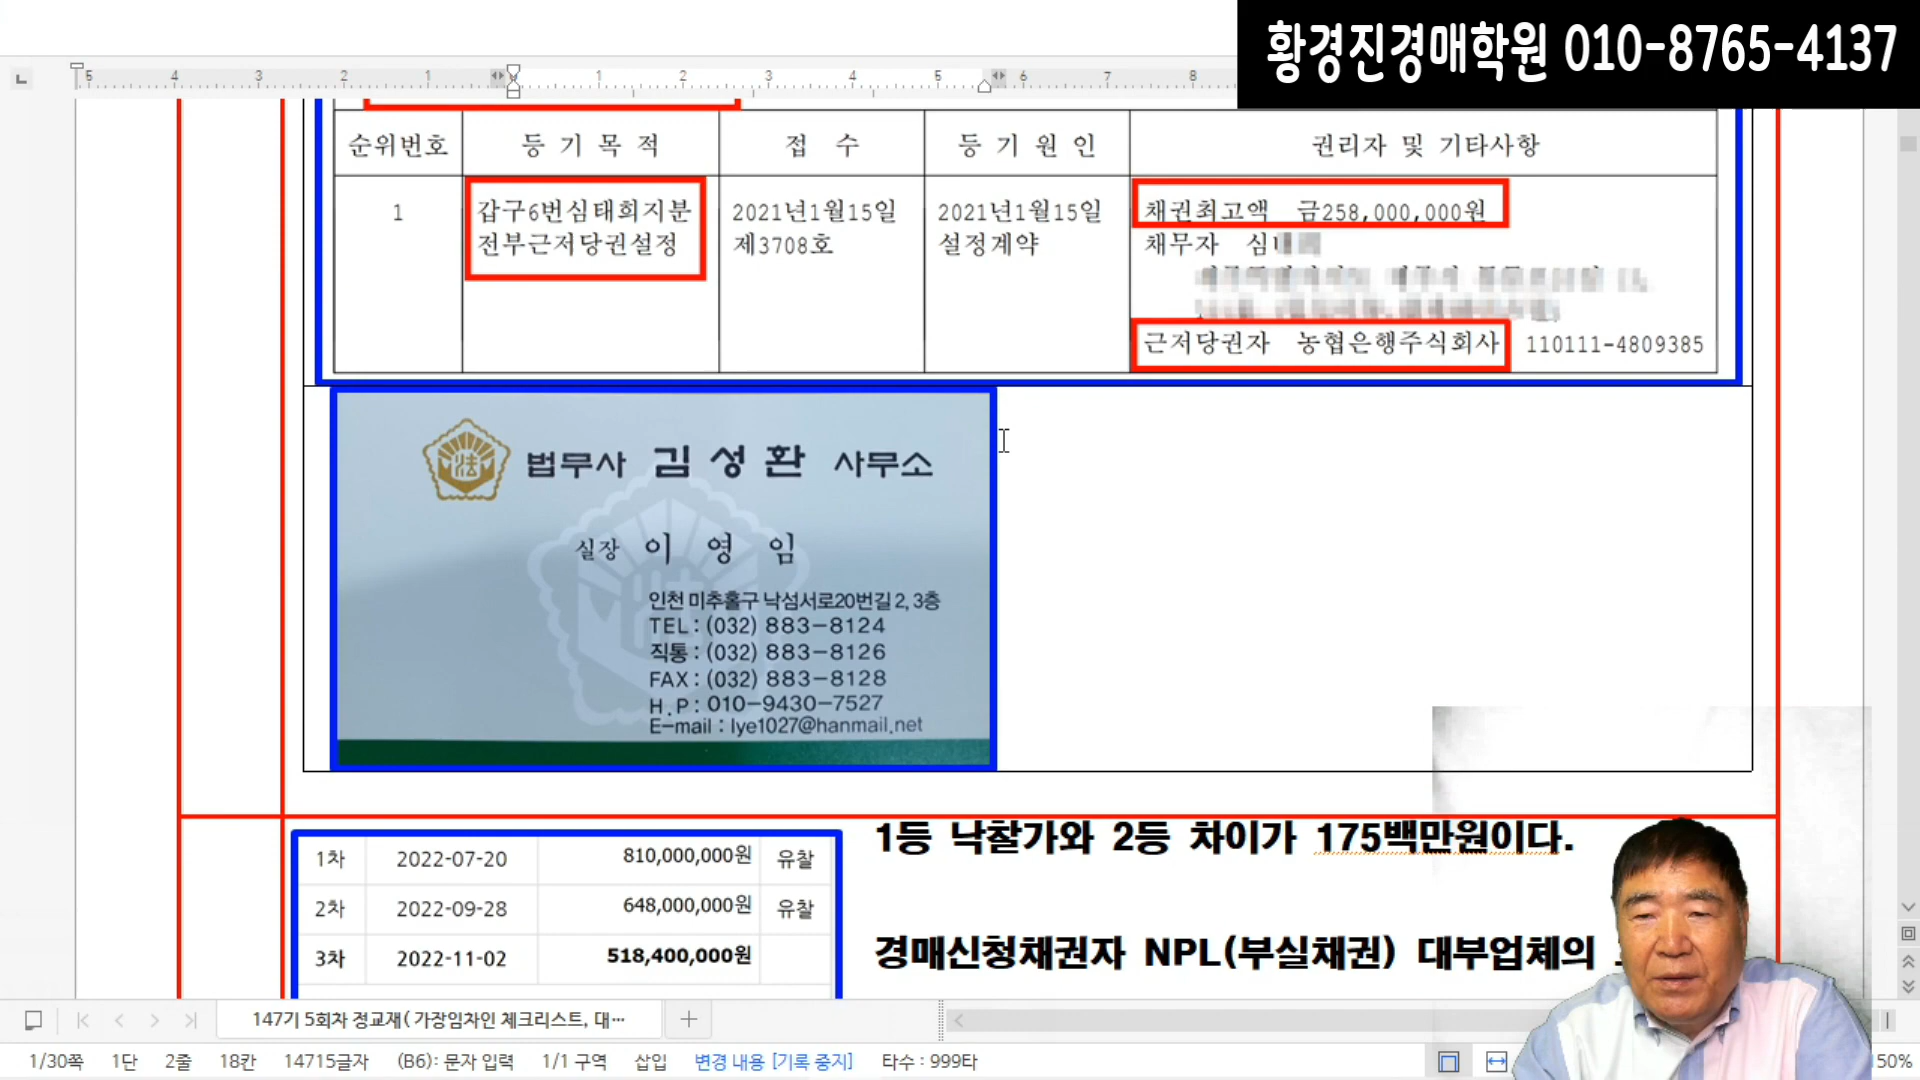 황경진경매학원 010-8765-4137
5 4 3 2 1 1 2 3 4 5 6 7 8
순위번호 등 기 목 적 접 수 등 기 원 인 권리자 및 기타사항
1 갑구6번심태희지분 2021년1월15일 2021년1월15일 채권최고액 금258,000,000원
전부근저당권설정 제3708호 설정계약 채무자 심
근저당권자 농협은행주식회사 110111-4809385
법무사 김성환 사무소
실장 이 영 임
인천 미추홀구 낙섬서로20번길 2, 3층
TEL : (032) 883-8124
직통 : (032) 883-8126
FAX : (032) 883-8128
H.P : 010-9430-7527
E-mail : lye1027@hanmail.net
1등 낙찰가와 2등 차이가 175백만원이다.
1차 2022-07-20 810,000,000원 유찰
2차 2022-09-28 648,000,000원 유찰
3차 2022-11-02 518,400,000원
경매신청채권자 NPL(부실채권) 대부업체의
147기 5회차 정교재( 가장임차인 체크리스트, 대···
1/30쪽 1단 2줄 18칸 14715글자 (B6): 문자 입력 1/1 구역 삽입 변경 내용 [기록 중지] 타수 : 999타 50%